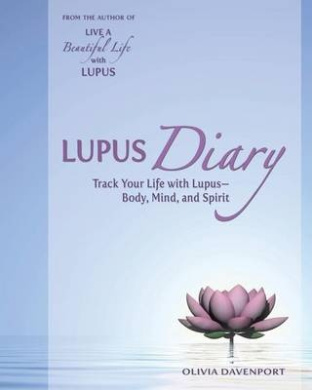 FROM THE AUTHOR OF
LIVE A
Beautiful Life
with
LUPUS
LUPUS Diary
Track Your Life with Lupus—
Body, Mind, and Spirit
OLIVIA DAVENPORT